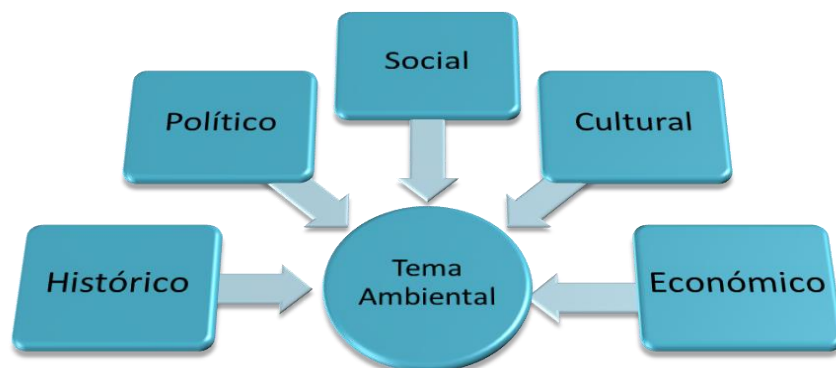 Social
Político
Cultural
Histórico
Tema
Ambiental
Económico